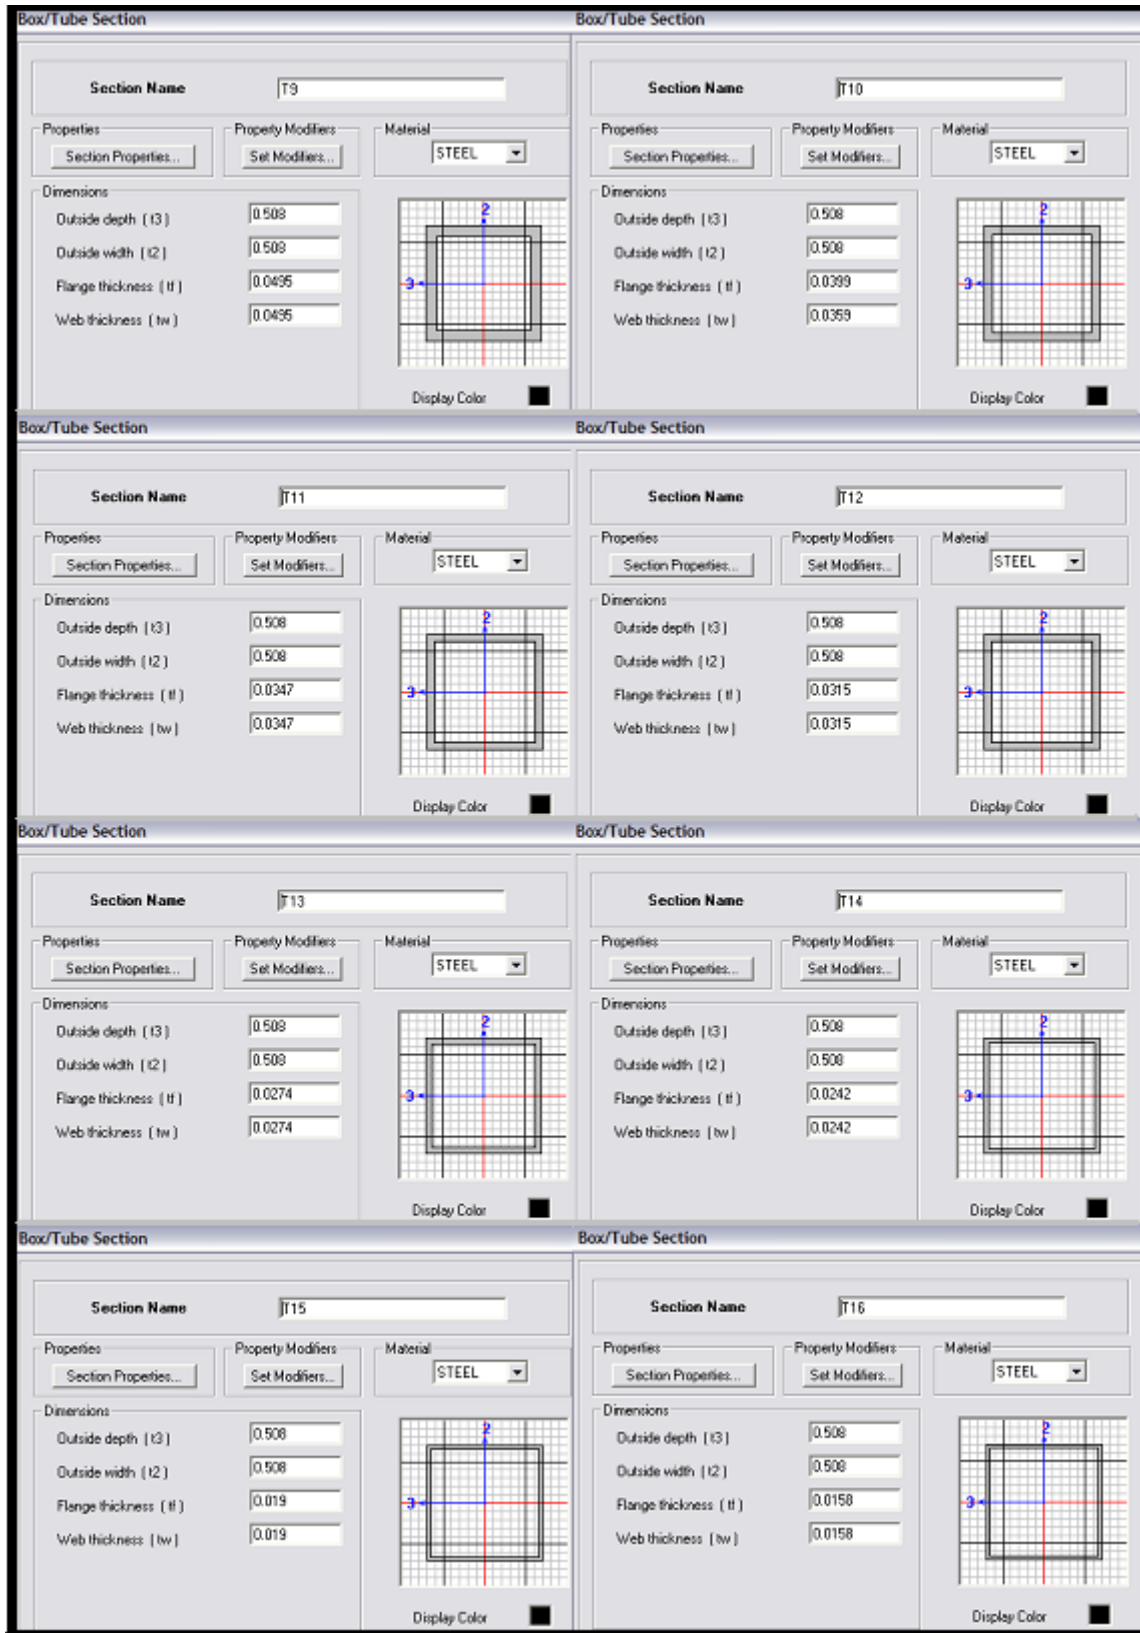 Box/Tube Section
Section Name T9
Properties Property Modifiers Material
Section Properties... Set Modifiers... STEEL
Dimensions
Outside depth ( t3 ) 0.508
2
Outside width ( t2 ) 0.508
Flange thickness ( tf ) 0.0495
3
Web thickness ( tw ) 0.0495
Display Color
Box/Tube Section
Section Name T10
Properties Property Modifiers Material
Section Properties... Set Modifiers... STEEL
Dimensions
Outside depth ( t3 ) 0.508
2
Outside width ( t2 ) 0.508
Flange thickness ( tf ) 0.0399
3
Web thickness ( tw ) 0.0359
Display Color
Box/Tube Section
Section Name T11
Properties Property Modifiers Material
Section Properties... Set Modifiers... STEEL
Dimensions
Outside depth ( t3 ) 0.508
2
Outside width ( t2 ) 0.508
Flange thickness ( tf ) 0.0347
3
Web thickness ( tw ) 0.0347
Display Color
Box/Tube Section
Section Name T12
Properties Property Modifiers Material
Section Properties... Set Modifiers... STEEL
Dimensions
Outside depth ( t3 ) 0.508
2
Outside width ( t2 ) 0.508
Flange thickness ( tf ) 0.0315
3
Web thickness ( tw ) 0.0315
Display Color
Box/Tube Section
Section Name T13
Properties Property Modifiers Material
Section Properties... Set Modifiers... STEEL
Dimensions
Outside depth ( t3 ) 0.508
2
Outside width ( t2 ) 0.508
Flange thickness ( tf ) 0.0274
3
Web thickness ( tw ) 0.0274
Display Color
Box/Tube Section
Section Name T14
Properties Property Modifiers Material
Section Properties... Set Modifiers... STEEL
Dimensions
Outside depth ( t3 ) 0.508
2
Outside width ( t2 ) 0.508
Flange thickness ( tf ) 0.0242
3
Web thickness ( tw ) 0.0242
Display Color
Box/Tube Section
Section Name T15
Properties Property Modifiers Material
Section Properties... Set Modifiers... STEEL
Dimensions
Outside depth ( t3 ) 0.508
2
Outside width ( t2 ) 0.508
Flange thickness ( tf ) 0.019
3
Web thickness ( tw ) 0.019
Display Color
Box/Tube Section
Section Name T16
Properties Property Modifiers Material
Section Properties... Set Modifiers... STEEL
Dimensions
Outside depth ( t3 ) 0.508
2
Outside width ( t2 ) 0.508
Flange thickness ( tf ) 0.0158
3
Web thickness ( tw ) 0.0158
Display Color